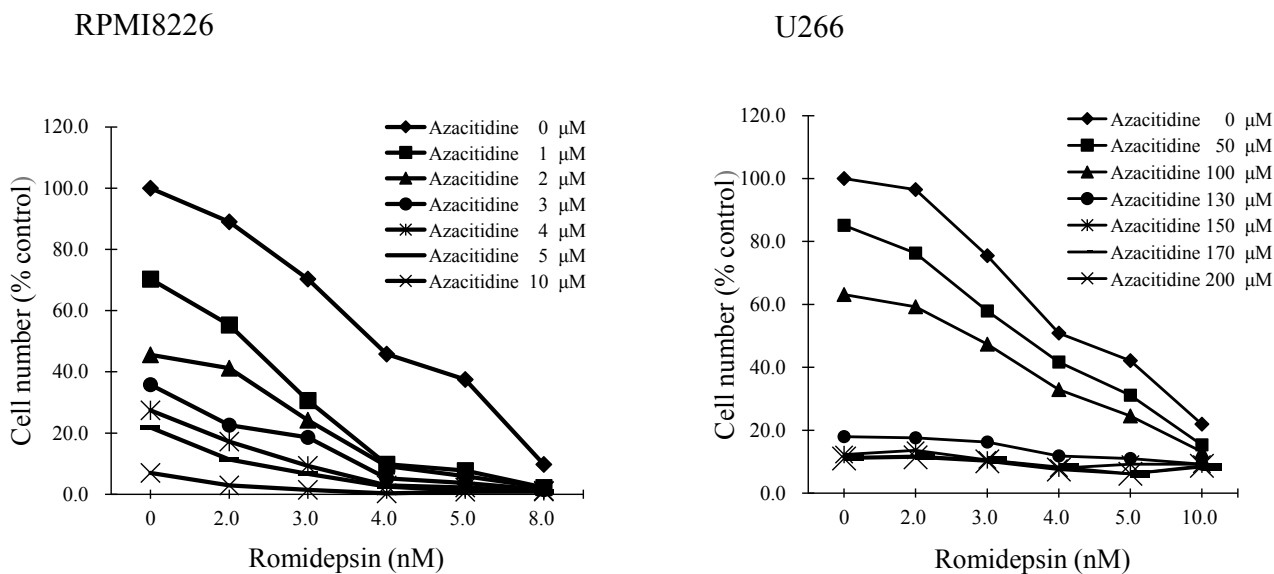 RPMI8226
Cell number (% control)
120.0
100.0
80.0
60.0
40.0
20.0
0.0
Azacitidine 0 μM
Azacitidine 1 μM
Azacitidine 2 μM
Azacitidine 3 μM
Azacitidine 4 μM
Azacitidine 5 μM
Azacitidine 10 μM
0 2.0 3.0 4.0 5.0 8.0
Romidepsin (nM)
U266
Cell number (% control)
120.0
100.0
80.0
60.0
40.0
20.0
0.0
Azacitidine 0 μM
Azacitidine 50 μM
Azacitidine 100 μM
Azacitidine 130 μM
Azacitidine 150 μM
Azacitidine 170 μM
Azacitidine 200 μM
0 2.0 3.0 4.0 5.0 10.0
Romidepsin (nM)